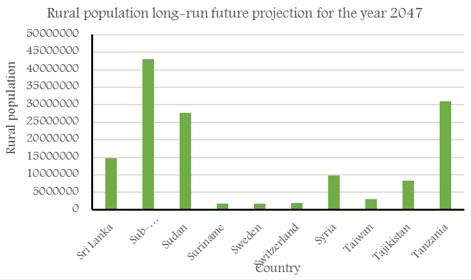 Rural population long-run future projection for the year 2047
50000000
45000000
40000000
35000000
30000000
25000000
20000000
15000000
10000000
5000000
0
Rural population
Sri Lanka
Sub-...
Sudan
Suriname
Sweden
Switzerland
Syria
Taiwan
Tajikistan
Tanzania
Country